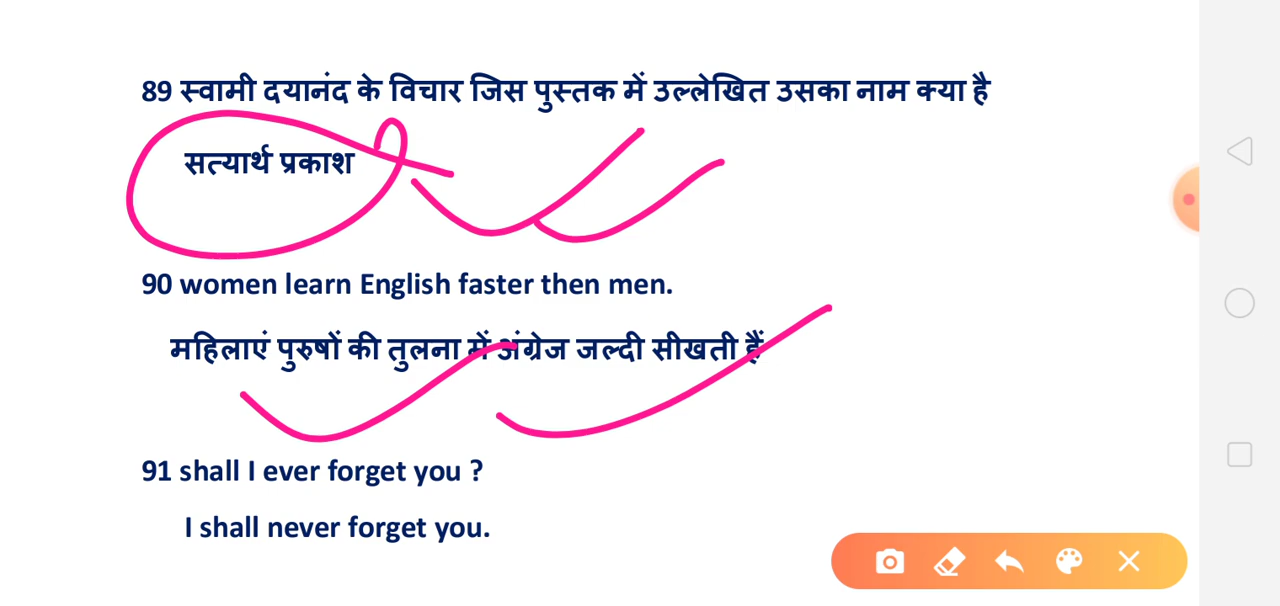 89 स्वामी दयानंद के विचार जिस पुस्तक में उल्लेखित उसका नाम क्या है
सत्यार्थ प्रकाश
90 women learn English faster then men.
महिलाएं पुरुषों की तुलना में अंग्रेज जल्दी सीखती हैं
91 shall I ever forget you ?
I shall never forget you.